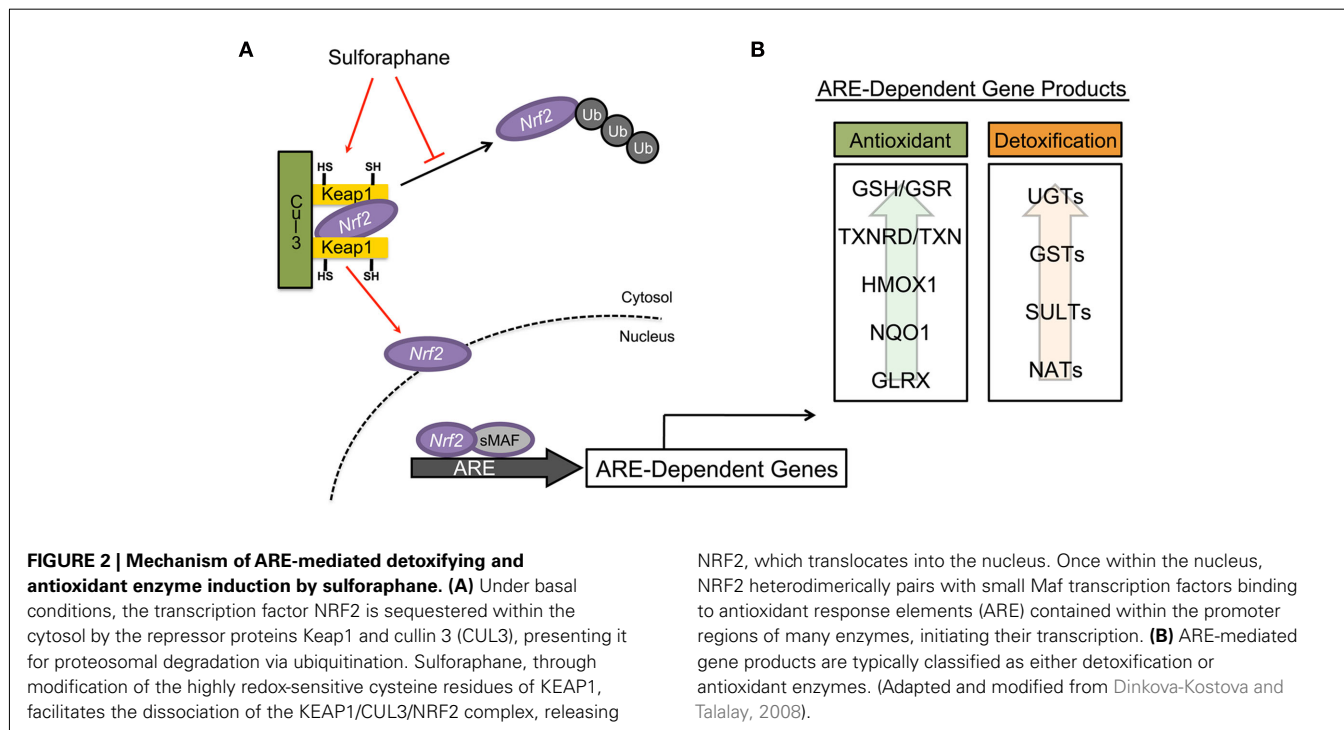 A
Sulforaphane
Nrf2
Ub
Ub
Ub
HS
SH
Keap1
Cul3
Nrf2
Keap1
HS
SH
Cytosol
Nucleus
Nrf2
Nrf2
sMAF
ARE
ARE-Dependent Genes
B
ARE-Dependent Gene Products
Antioxidant
GSH/GSR
TXNRD/TXN
HMOX1
NQO1
GLRX
Detoxification
UGTs
GSTs
SULTs
NATs
FIGURE 2 | Mechanism of ARE-mediated detoxifying and
antioxidant enzyme induction by sulforaphane. (A) Under basal
conditions, the transcription factor NRF2 is sequestered within the
cytosol by the repressor proteins Keap1 and cullin 3 (CUL3), presenting it
for proteosomal degradation via ubiquitination. Sulforaphane, through
modification of the highly redox-sensitive cysteine residues of KEAP1,
facilitates the dissociation of the KEAP1/CUL3/NRF2 complex, releasing
NRF2, which translocates into the nucleus. Once within the nucleus,
NRF2 heterodimerically pairs with small Maf transcription factors binding
to antioxidant response elements (ARE) contained within the promoter
regions of many enzymes, initiating their transcription. (B) ARE-mediated
gene products are typically classified as either detoxification or
antioxidant enzymes. (Adapted and modified from Dinkova-Kostova and
Talalay, 2008).